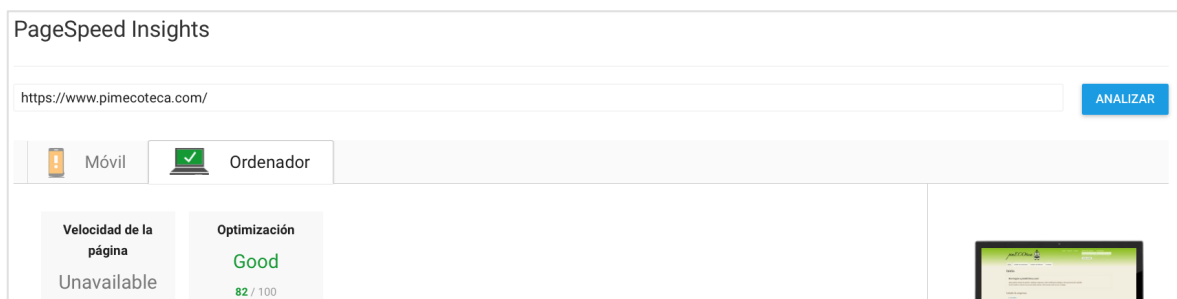 PageSpeed Insights
https://www.pimecoteca.com/
ANALIZAR
Móvil
Ordenador
Velocidad de la
página
Unavailable
Optimización
Good
82 / 100